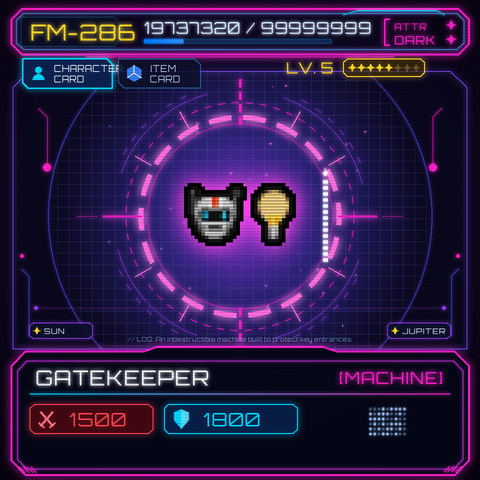 FM-286
19737320 / 99999999
ATTR
DARK
CHARACTER
CARD
ITEM
CARD
LV. 5
SUN
JUPITER
// LOG: An indestructible machine built to protect key entrances.
GATEKEEPER
[MACHINE]
1500
1800